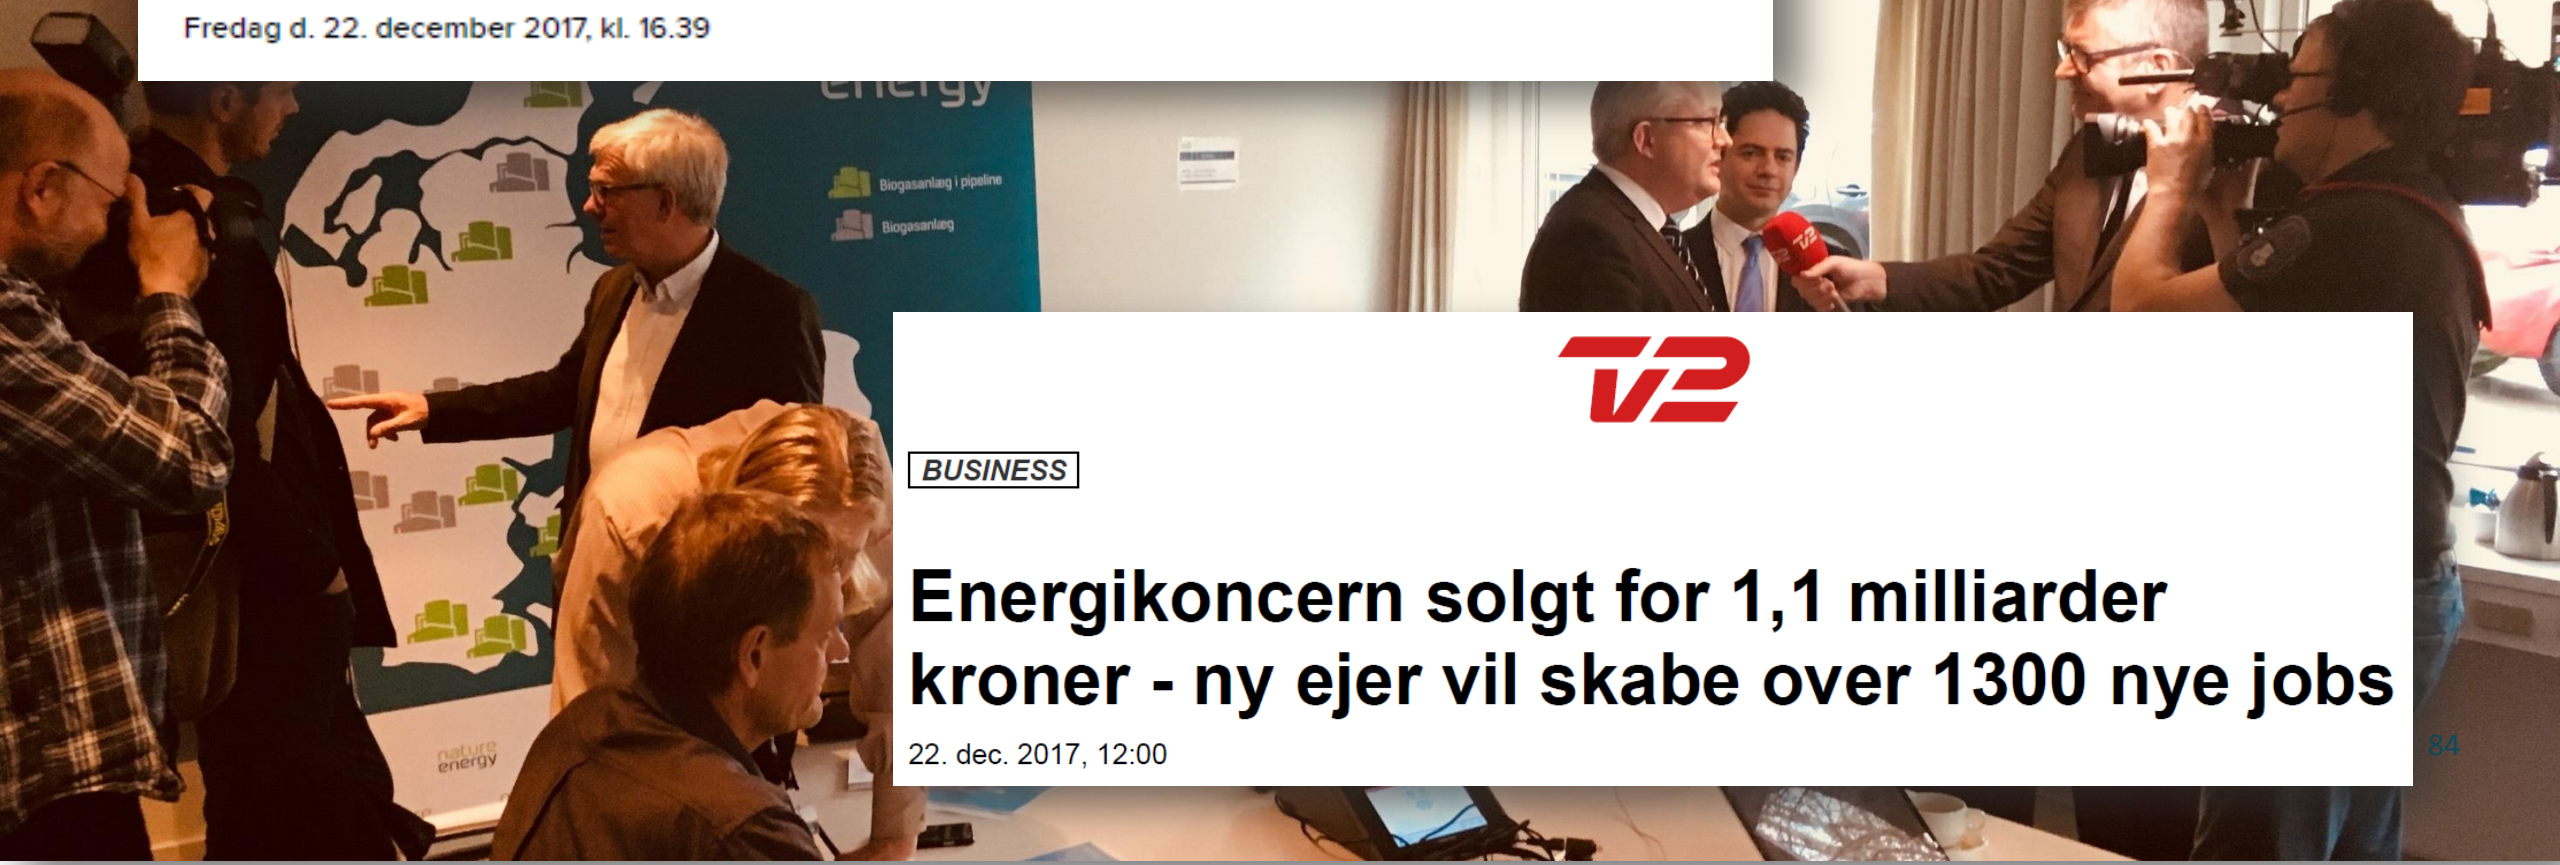 Fredag d. 22. december 2017, kl. 16.39
energy
Biogasanlæg i pipeline
Biogasanlæg
TV2
TV2
BUSINESS
Energikoncern solgt for 1,1 milliarder
kroner - ny ejer vil skabe over 1300 nye jobs
22. dec. 2017, 12:00
84
nature
energy